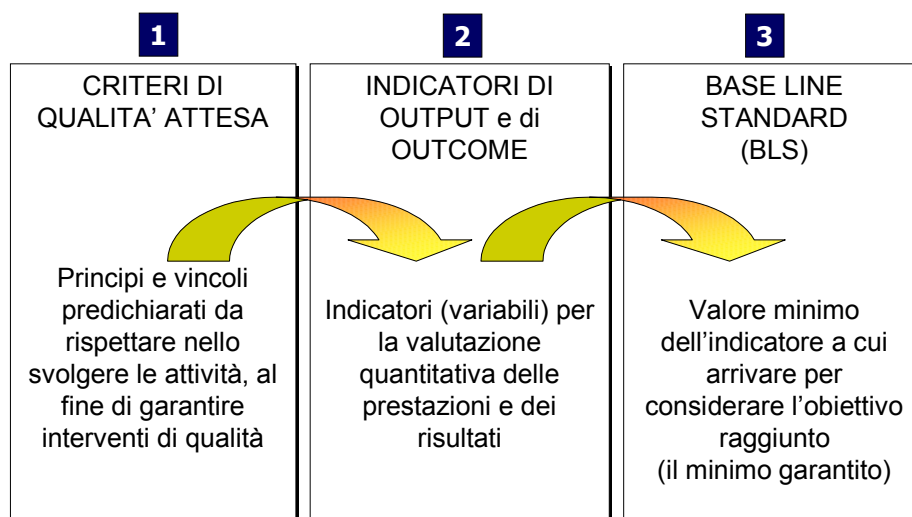 1
CRITERI DI
QUALITA’ ATTESA
Principi e vincoli
predichiarati da
rispettare nello
svolgere le attività, al
fine di garantire
interventi di qualità
2
INDICATORI DI
OUTPUT e di
OUTCOME
Indicatori (variabili) per
la valutazione
quantitativa delle
prestazioni e dei
risultati
3
BASE LINE
STANDARD
(BLS)
Valore minimo
dell’indicatore a cui
arrivare per
considerare l’obiettivo
raggiunto
(il minimo garantito)